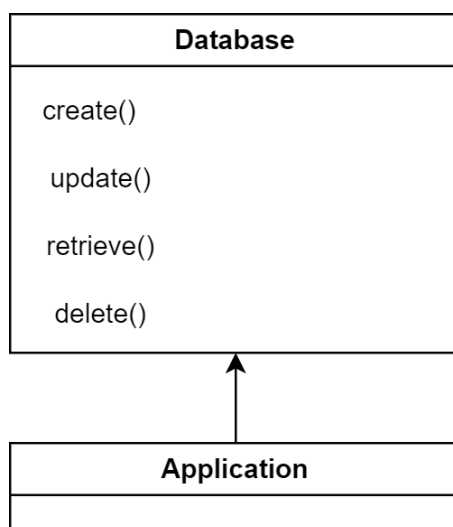 Database
create()
update()
retrieve()
delete()
Application